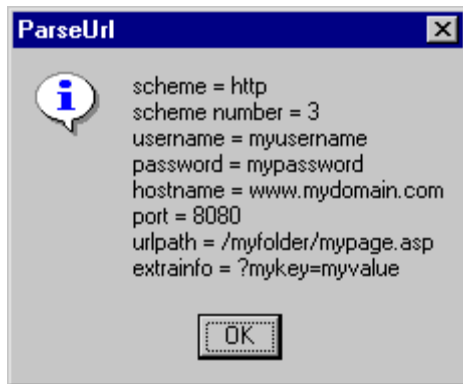 ParseUrl
scheme = http
scheme number = 3
username = myusername
password = mypassword
hostname = www.mydomain.com
port = 8080
urlpath = /myfolder/mypage.asp
extrainfo = ?mykey=myvalue
OK